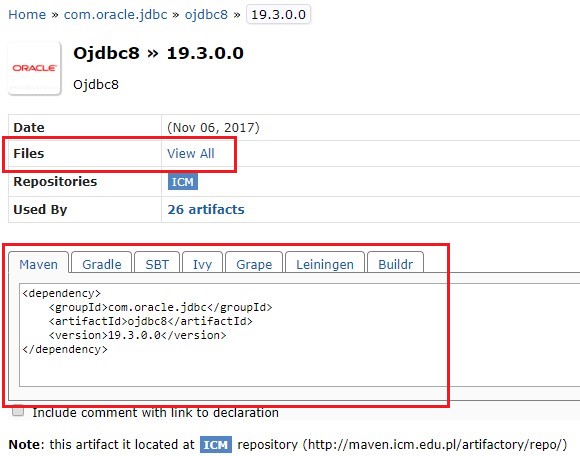 Home » com.oracle.jdbc » ojdbc8 » 19.3.0.0
ORACLE
Ojdbc8 » 19.3.0.0
Ojdbc8
Date (Nov 06, 2017)
Files View All
Repositories ICM
Used By 26 artifacts
Maven Gradle SBT Ivy Grape Leiningen Buildr
<dependency>
    <groupId>com.oracle.jdbc</groupId>
    <artifactId>ojdbc8</artifactId>
    <version>19.3.0.0</version>
</dependency>
Include comment with link to declaration
Note: this artifact it located at ICM repository (http://maven.icm.edu.pl/artifactory/repo/)